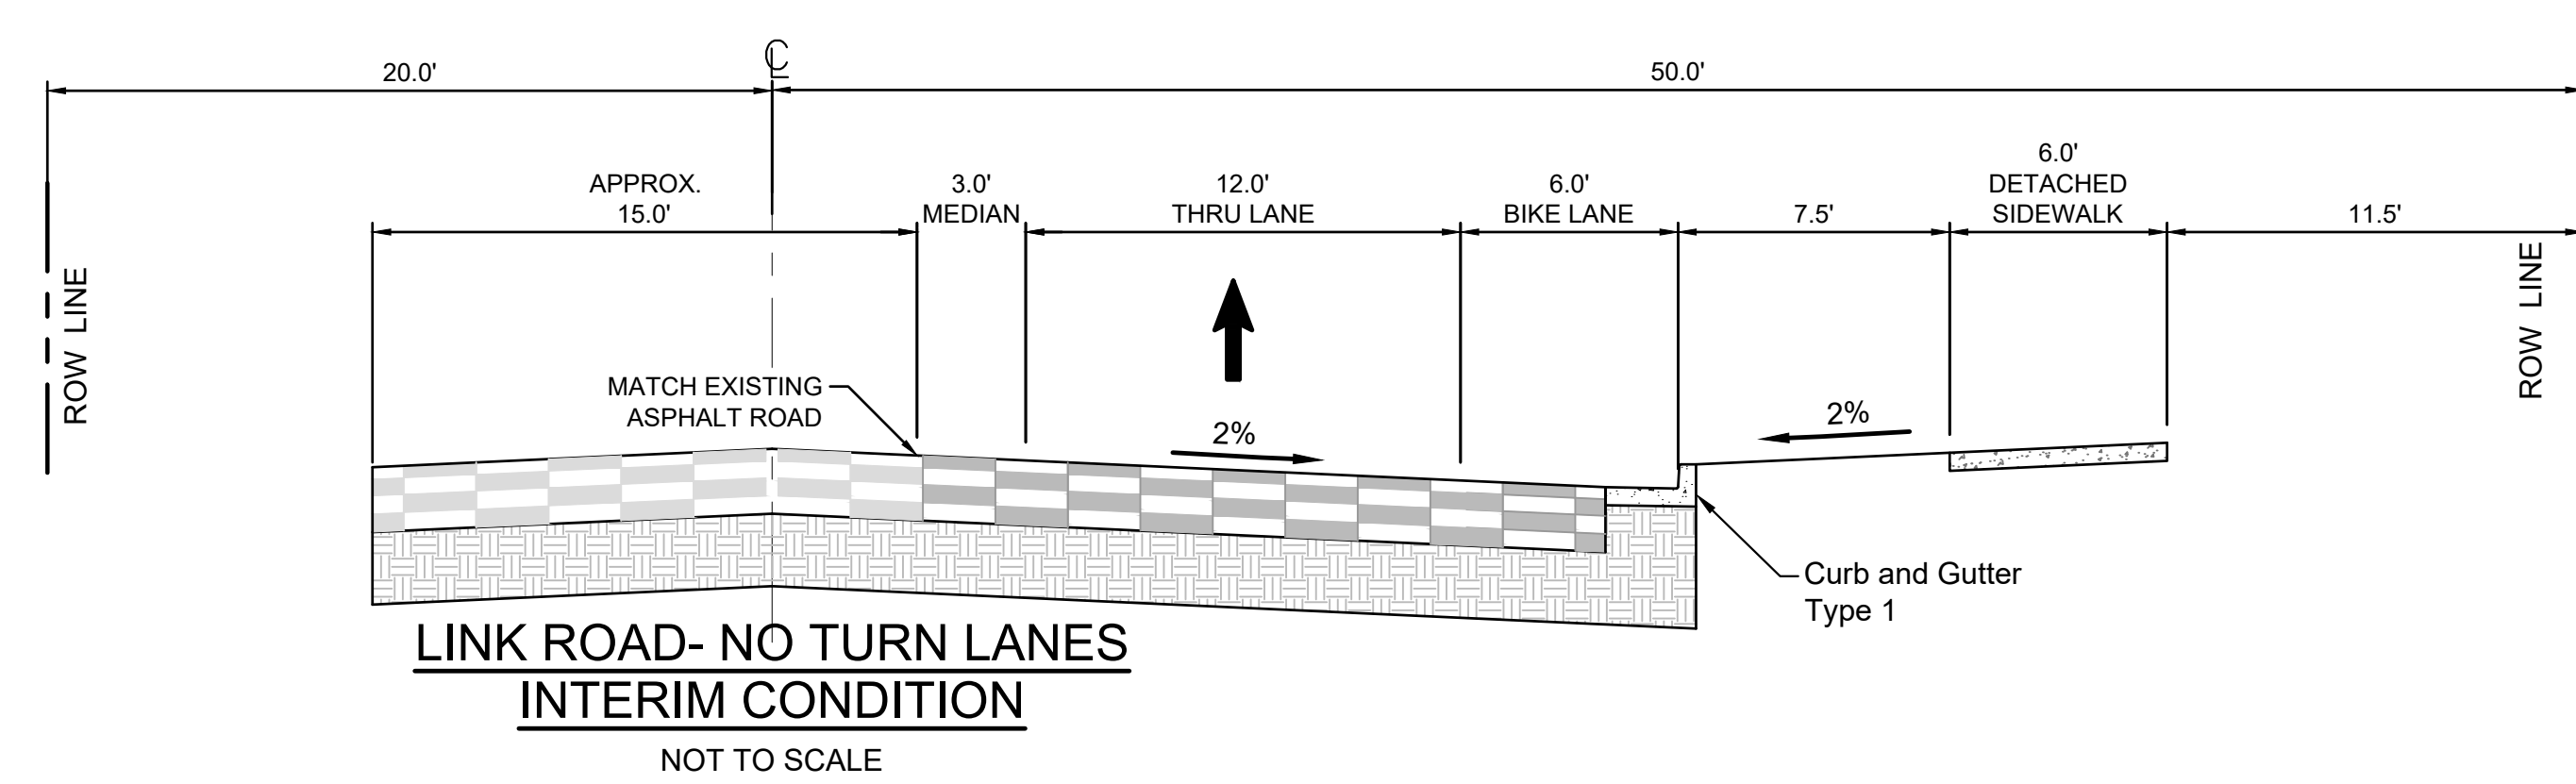 ℄
20.0'
50.0'
APPROX.
15.0'
3.0'
MEDIAN
12.0'
THRU LANE
6.0'
BIKE LANE
7.5'
6.0'
DETACHED
SIDEWALK
11.5'
ROW LINE
ROW LINE
MATCH EXISTING
ASPHALT ROAD
2%
2%
Curb and Gutter
Type 1
LINK ROAD- NO TURN LANES
INTERIM CONDITION
NOT TO SCALE